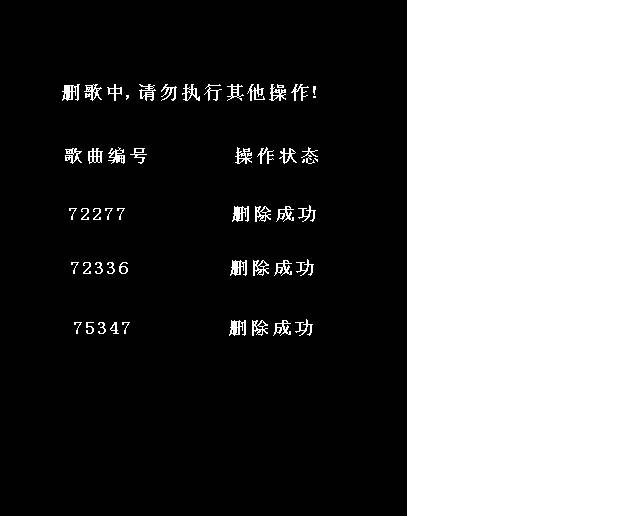 删歌中,请勿执行其他操作!
歌曲编号 操作状态
72277 删除成功
72336 删除成功
75347 删除成功